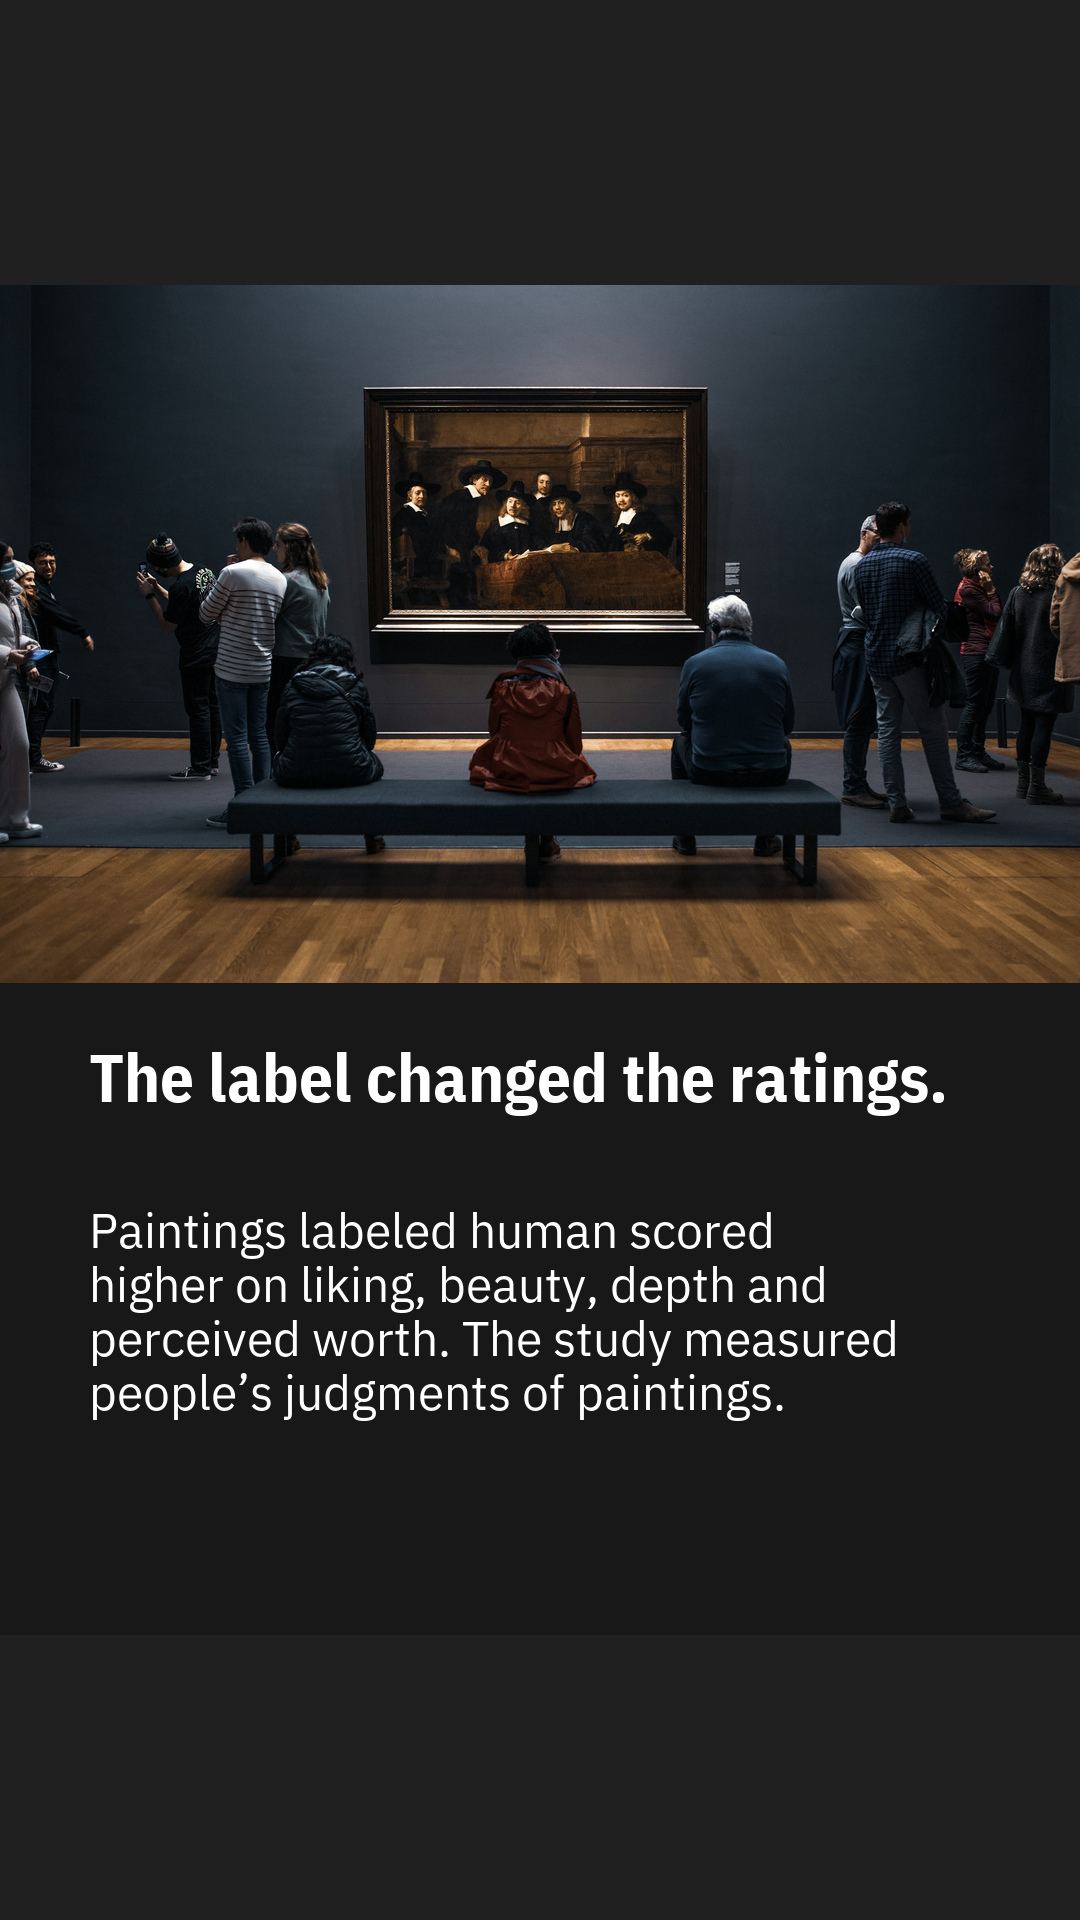 The label changed the ratings.
Paintings labeled human scored
higher on liking, beauty, depth and
perceived worth. The study measured
people’s judgments of paintings.